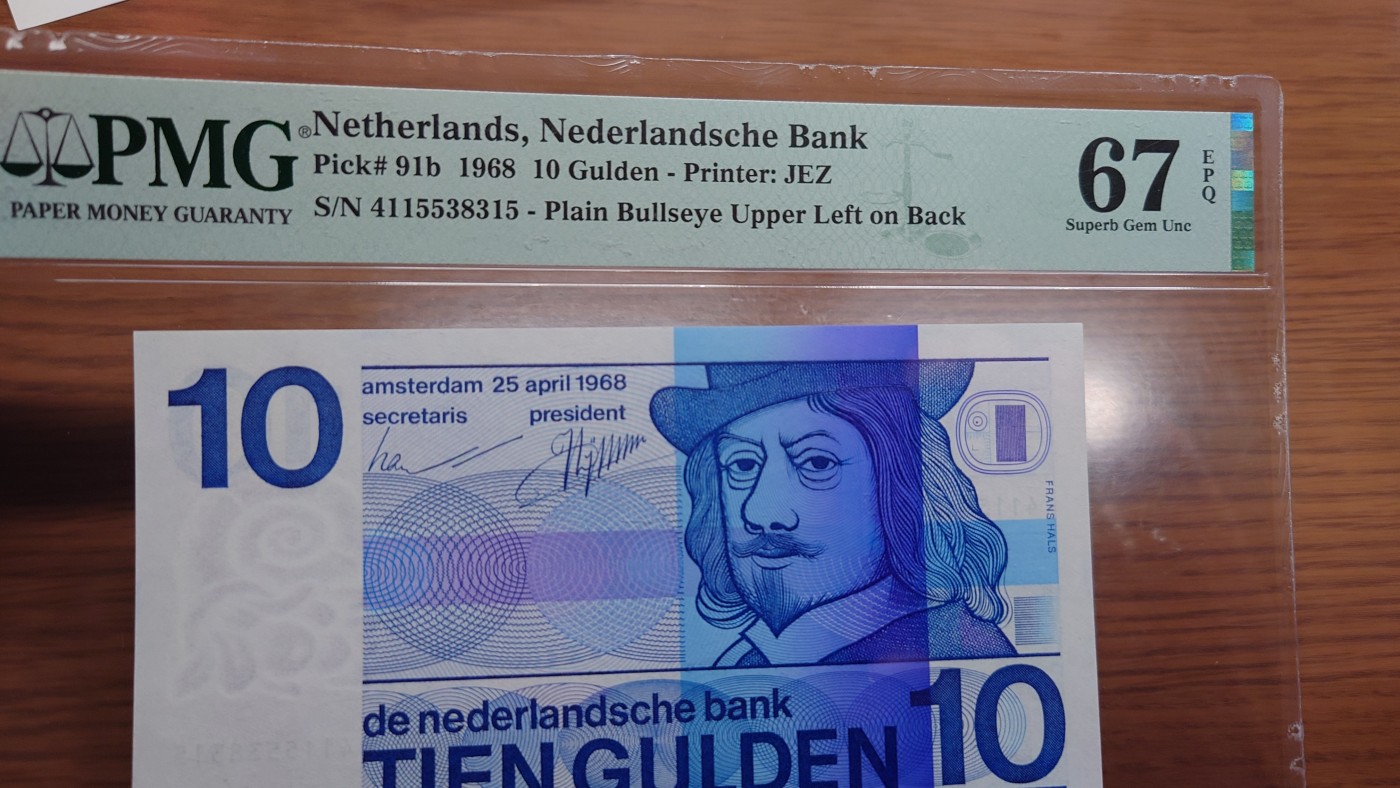 PMG®
PAPER MONEY GUARANTY
Netherlands, Nederlandsche Bank
Pick# 91b 1968 10 Gulden - Printer: JEZ
S/N 4115538315 - Plain Bullseye Upper Left on Back
67
EPQ
Superb Gem Unc
10
amsterdam 25 april 1968
secretaris president
FRANS HALS
de nederlandsche bank
TIEN GULDEN
10